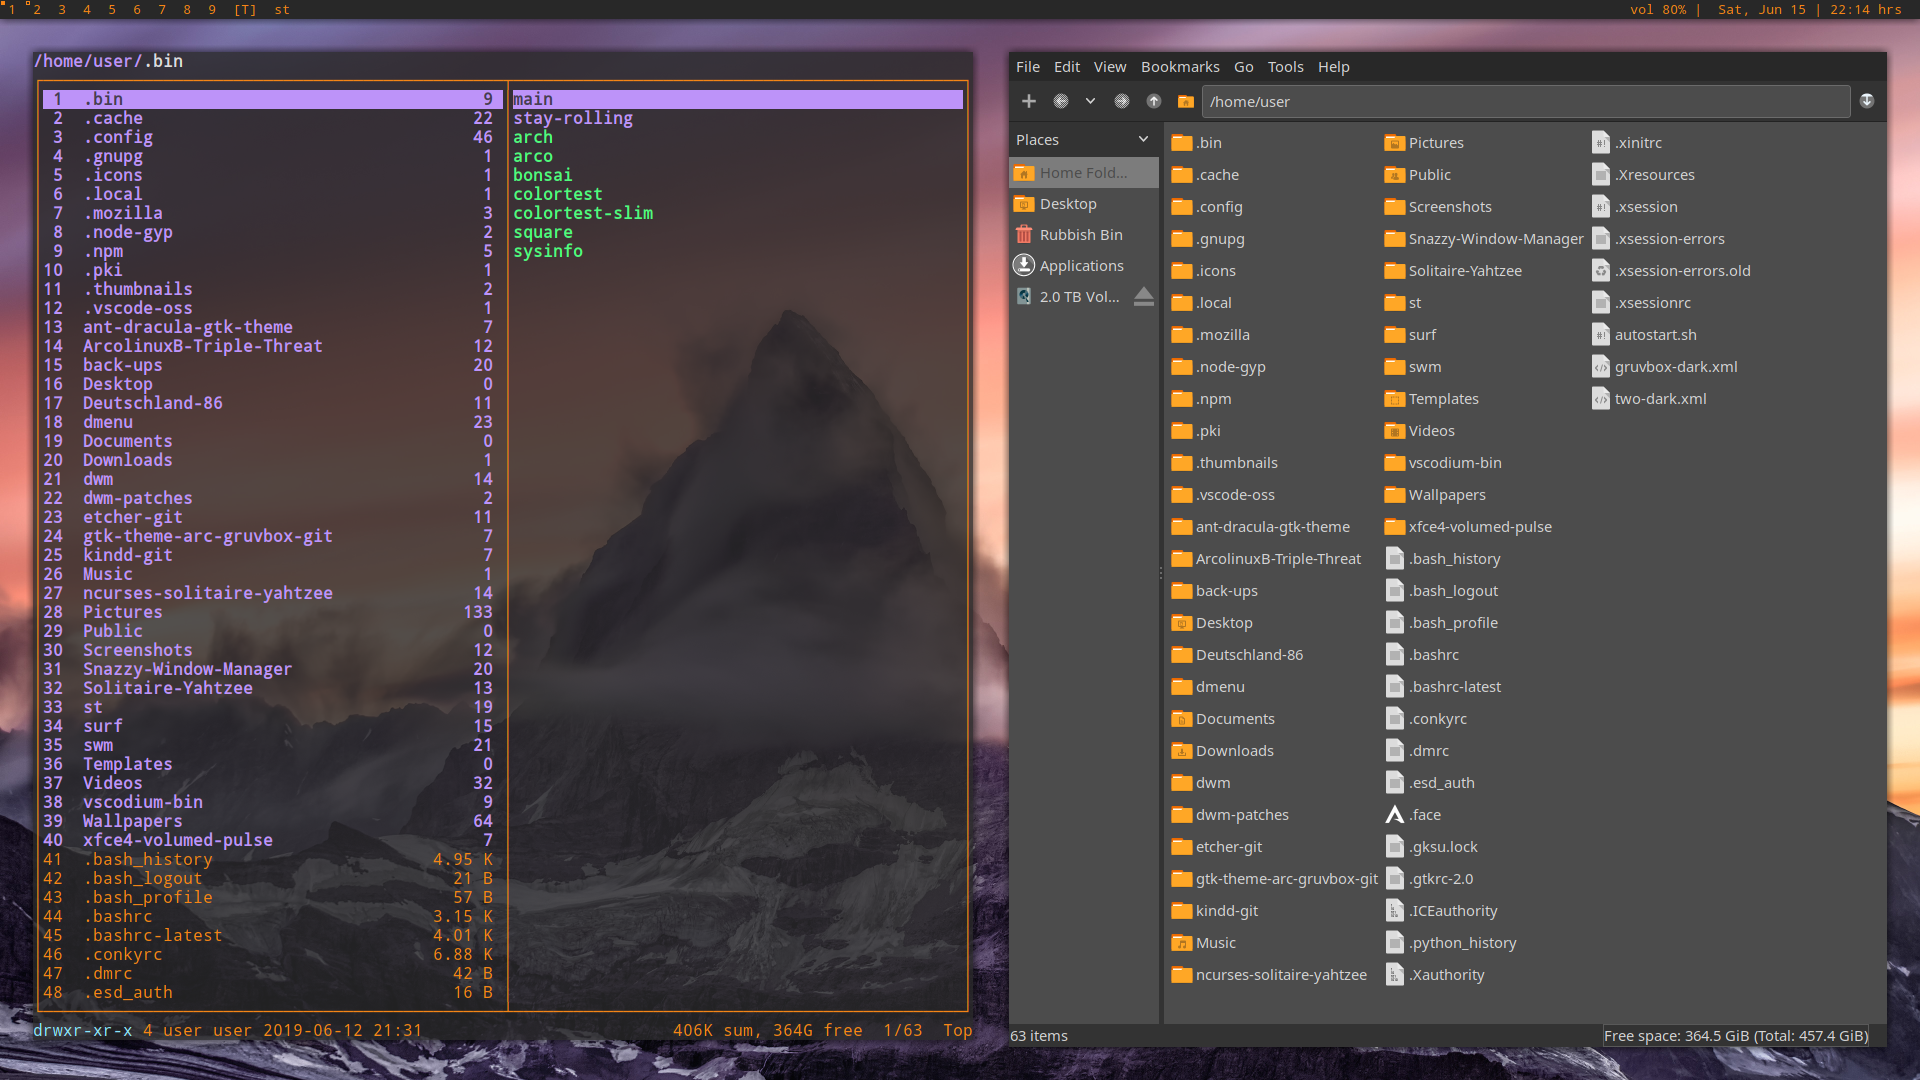 1 2 3 4 5 6 7 8 9 [T] st
vol 80% | Sat, Jun 15 | 22:14 hrs
/home/user/.bin
1 .bin 9
2 .cache 22
3 .config 46
4 .gnupg 1
5 .icons 1
6 .local 1
7 .mozilla 3
8 .node-gyp 2
9 .npm 5
10 .pki 1
11 .thumbnails 2
12 .vscode-oss 1
13 ant-dracula-gtk-theme 7
14 ArcolinuxB-Triple-Threat 12
15 back-ups 20
16 Desktop 0
17 Deutschland-86 11
18 dmenu 23
19 Documents 0
20 Downloads 1
21 dwm 14
22 dwm-patches 2
23 etcher-git 11
24 gtk-theme-arc-gruvbox-git 7
25 kindd-git 7
26 Music 1
27 ncurses-solitaire-yahtzee 14
28 Pictures 133
29 Public 0
30 Screenshots 12
31 Snazzy-Window-Manager 20
32 Solitaire-Yahtzee 13
33 st 19
34 surf 15
35 swm 21
36 Templates 0
37 Videos 32
38 vscodium-bin 9
39 Wallpapers 64
40 xfce4-volumed-pulse 7
41 .bash_history 4.95 K
42 .bash_logout 21 B
43 .bash_profile 57 B
44 .bashrc 3.15 K
45 .bashrc-latest 4.01 K
46 .conkyrc 6.88 K
47 .dmrc 42 B
48 .esd_auth 16 B
main
stay-rolling
arch
arco
bonsai
colortest
colortest-slim
square
sysinfo
drwxr-xr-x 4 user user 2019-06-12 21:31 406K sum, 364G free 1/63 Top
File Edit View Bookmarks Go Tools Help
/home/user
Places
Home Fold...
Desktop
Rubbish Bin
Applications
2.0 TB Vol...
.bin
.cache
.config
.gnupg
.icons
.local
.mozilla
.node-gyp
.npm
.pki
.thumbnails
.vscode-oss
ant-dracula-gtk-theme
ArcolinuxB-Triple-Threat
back-ups
Desktop
Deutschland-86
dmenu
Documents
Downloads
dwm
dwm-patches
etcher-git
gtk-theme-arc-gruvbox-git
kindd-git
Music
ncurses-solitaire-yahtzee
Pictures
Public
Screenshots
Snazzy-Window-Manager
Solitaire-Yahtzee
st
surf
swm
Templates
Videos
vscodium-bin
Wallpapers
xfce4-volumed-pulse
.bash_history
.bash_logout
.bash_profile
.bashrc
.bashrc-latest
.conkyrc
.dmrc
.esd_auth
.face
.gksu.lock
.gtkrc-2.0
.ICEauthority
.python_history
.Xauthority
.xinitrc
.Xresources
.xsession
.xsession-errors
.xsession-errors.old
.xsessionrc
autostart.sh
gruvbox-dark.xml
two-dark.xml
63 items
Free space: 364.5 GiB (Total: 457.4 GiB)